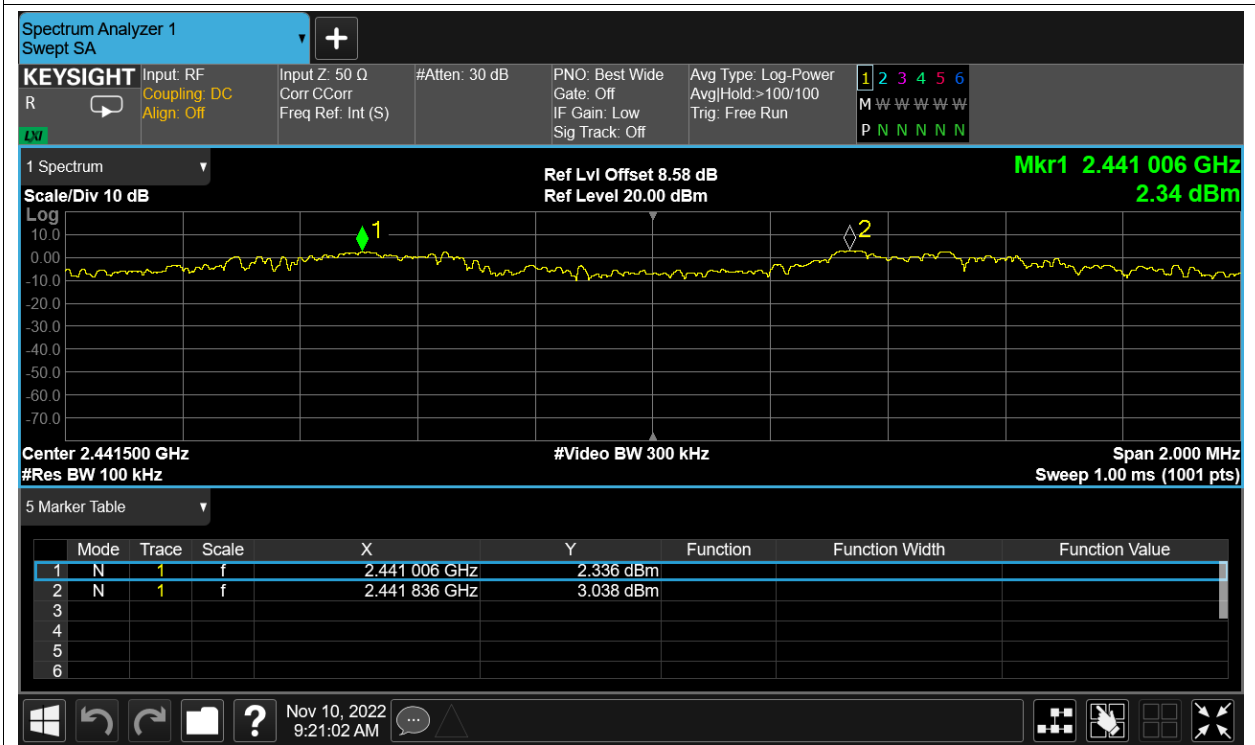 Spectrum Analyzer 1
Swept SA
KEYSIGHT Input: RF Input Z: 50 Ω #Atten: 30 dB PNO: Best Wide Avg Type: Log-Power 1 2 3 4 5 6
R Coupling: DC Corr CCorr Gate: Off Avg|Hold:>100/100 M W W W W W
Align: Off Freq Ref: Int (S) IF Gain: Low Trig: Free Run
LXI Sig Track: Off P N N N N N
1 Spectrum Ref Lvl Offset 8.58 dB Mkr1 2.441 006 GHz
Scale/Div 10 dB Ref Level 20.00 dBm 2.34 dBm
Log
1 2
10.0
0.00
-10.0
-20.0
-30.0
-40.0
-50.0
-60.0
-70.0
Center 2.441500 GHz #Video BW 300 kHz Span 2.000 MHz
#Res BW 100 kHz Sweep 1.00 ms (1001 pts)
5 Marker Table
Mode Trace Scale X Y Function Function Width Function Value
1 N 1 f 2.441 006 GHz 2.336 dBm
2 N 1 f 2.441 836 GHz 3.038 dBm
3
4
5
6
? Nov 10, 2022
9:21:02 AM